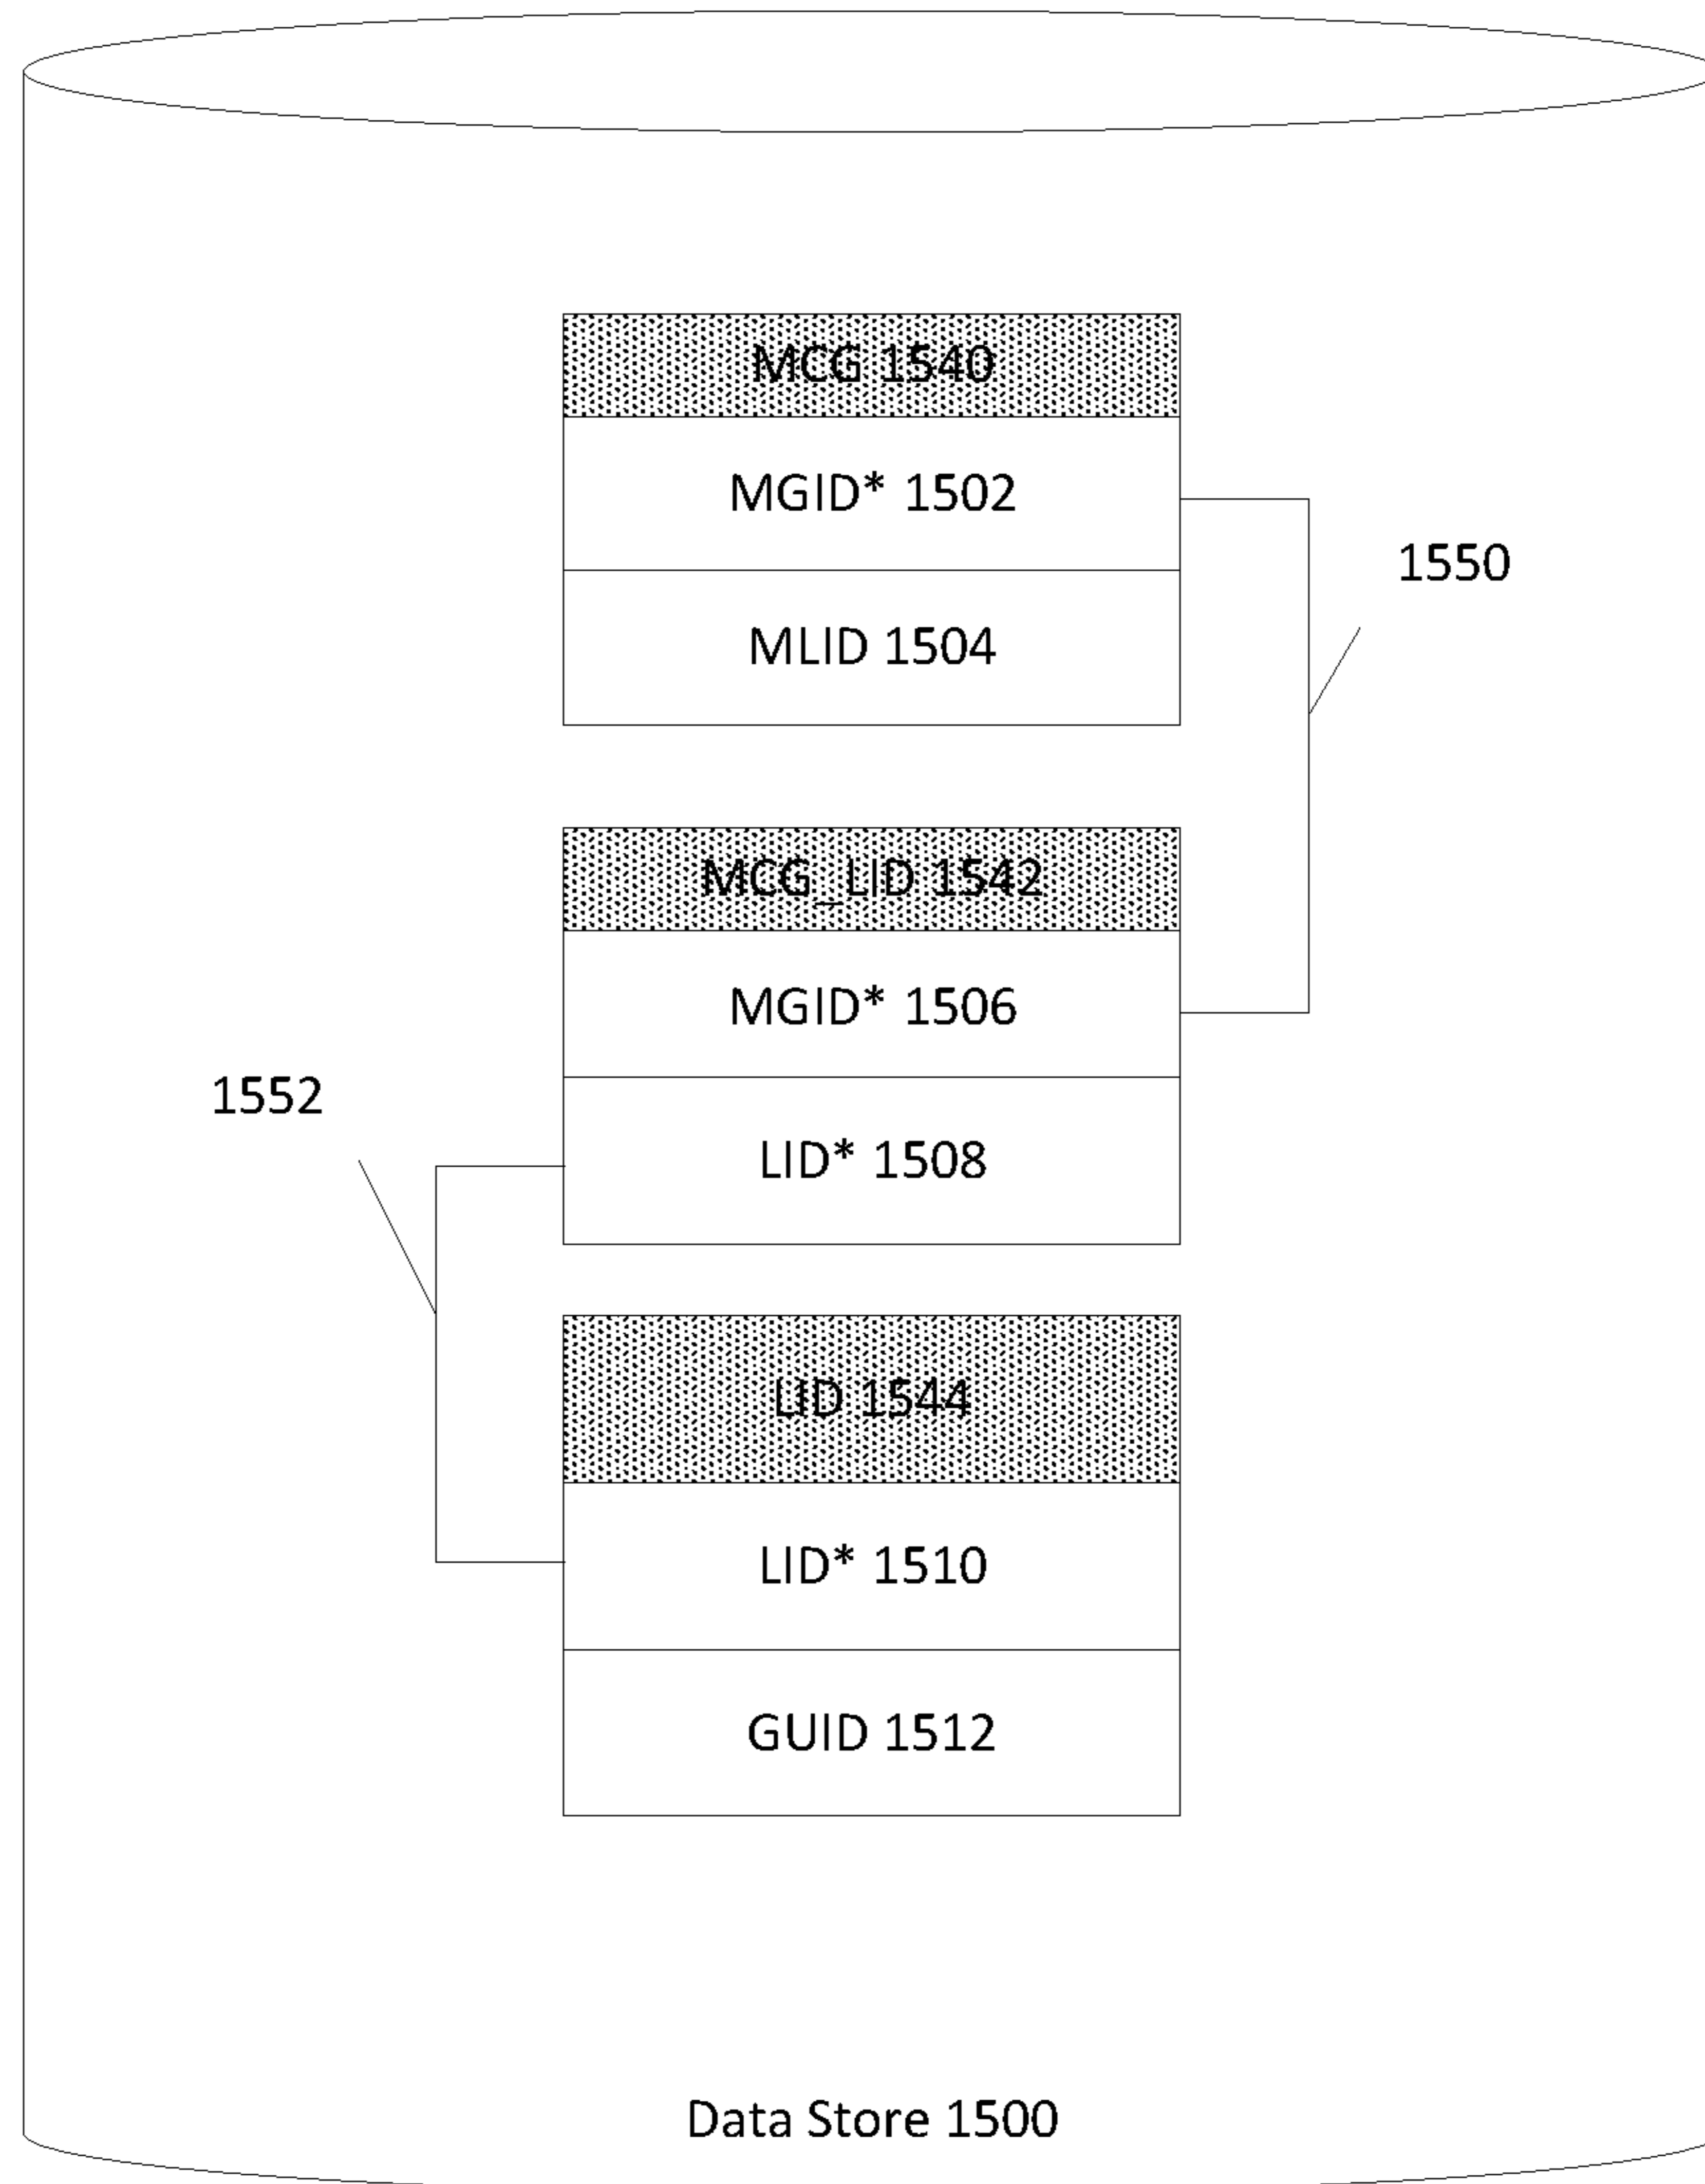 MCG 1540
MGID* 1502
1550
MLID 1504
MCG_LID 1542
MGID* 1506
1552
LID* 1508
LID 1544
LID* 1510
GUID 1512
Data Store 1500